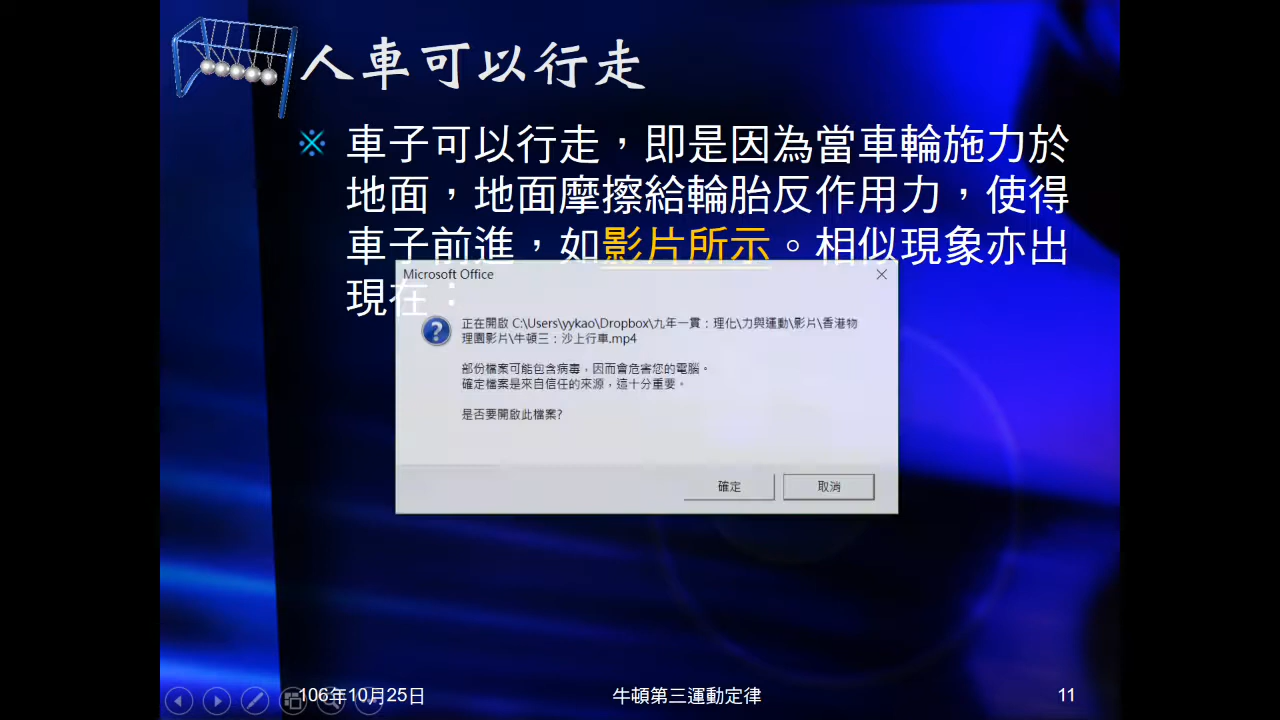 人車可以行走
※ 車子可以行走，即是因為當車輪施力於
地面，地面摩擦給輪胎反作用力，使得
車子前進，如影片所示。相似現象亦出
現在：
Microsoft Office
正在開啟 C:\Users\yykao\Dropbox\九年一貫：理化\力與運動\影片\香港物
理園影片\牛頓三：沙上行車.mp4
部份檔案可能包含病毒，因而會危害您的電腦。
確定檔案是來自信任的來源，這十分重要。
是否要開啟此檔案?
確定
取消
106年10月25日
牛頓第三運動定律
11